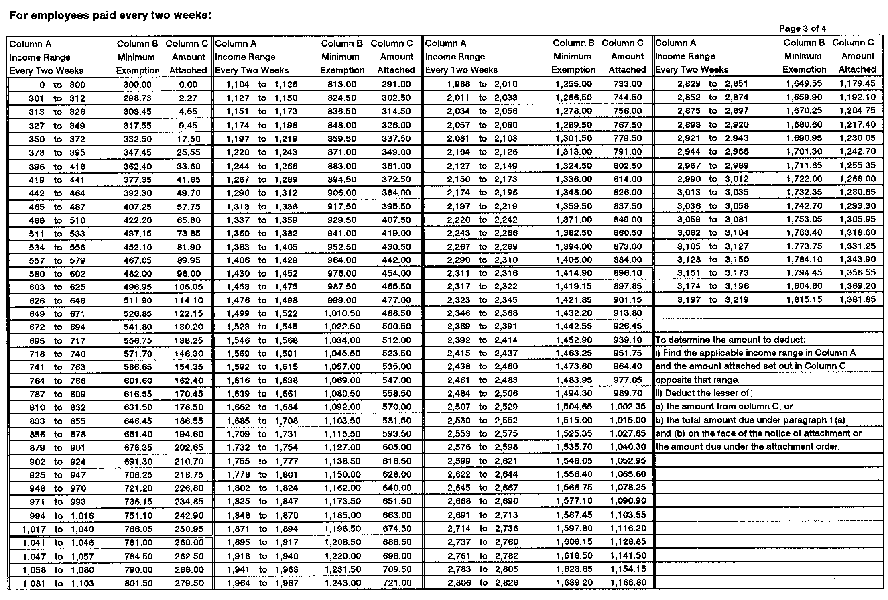 For employees paid every two weeks:
Page 3 of 4
Column A Column B Column C Column A Column B Column C Column A Column B Column C Column A Column B Column C
Income Range Minimum Amount Income Range Minimum Amount Income Range Minimum Amount Income Range Minimum Amount
Every Two Weeks Exemption Attached Every Two Weeks Exemption Attached Every Two Weeks Exemption Attached Every Two Weeks Exemption Attached
0 to 300 300.00 0.00 1,104 to 1,126 813.00 291.00 1,988 to 2,010 1,255.00 733.00 2,829 to 2,851 1,649.55 1,179.45
301 to 312 298.73 2.27 1,127 to 1,150 824.50 302.50 2,011 to 2,033 1,266.50 744.50 2,852 to 2,874 1,659.90 1,192.10
313 to 326 308.45 4.55 1,151 to 1,173 836.50 314.50 2,034 to 2,056 1,278.00 756.00 2,875 to 2,897 1,670.25 1,204.75
327 to 349 317.55 9.45 1,174 to 1,196 848.00 326.00 2,057 to 2,080 1,289.50 767.50 2,898 to 2,920 1,680.60 1,217.40
350 to 372 332.50 17.50 1,197 to 1,219 859.50 337.50 2,081 to 2,103 1,301.50 779.50 2,921 to 2,943 1,690.95 1,230.05
373 to 395 347.45 25.55 1,220 to 1,243 871.00 349.00 2,104 to 2,126 1,313.00 791.00 2,944 to 2,966 1,701.30 1,242.70
396 to 418 362.40 33.60 1,244 to 1,266 883.00 361.00 2,127 to 2,149 1,324.50 802.50 2,967 to 2,989 1,711.65 1,255.35
419 to 441 377.35 41.65 1,267 to 1,289 894.50 372.50 2,150 to 2,173 1,336.00 814.00 2,990 to 3,012 1,722.00 1,268.00
442 to 464 392.30 49.70 1,290 to 1,312 906.00 384.00 2,174 to 2,196 1,348.00 826.00 3,013 to 3,035 1,732.35 1,280.65
465 to 487 407.25 57.75 1,313 to 1,336 917.50 395.50 2,197 to 2,219 1,359.50 837.50 3,036 to 3,058 1,742.70 1,293.30
488 to 510 422.20 65.80 1,337 to 1,359 929.50 407.50 2,220 to 2,242 1,371.00 849.00 3,059 to 3,081 1,753.05 1,305.95
511 to 533 437.15 73.85 1,360 to 1,382 941.00 419.00 2,243 to 2,266 1,382.50 860.50 3,082 to 3,104 1,763.40 1,318.60
534 to 556 452.10 81.90 1,383 to 1,405 952.50 430.50 2,267 to 2,289 1,394.00 873.00 3,105 to 3,127 1,773.75 1,331.25
557 to 579 467.05 89.95 1,406 to 1,429 964.00 442.00 2,290 to 2,310 1,406.00 884.00 3,128 to 3,150 1,784.10 1,343.90
580 to 602 482.00 98.00 1,430 to 1,452 976.00 454.00 2,311 to 2,316 1,414.90 896.10 3,151 to 3,173 1,794.45 1,356.55
603 to 625 496.95 106.05 1,453 to 1,475 987.50 465.50 2,317 to 2,322 1,419.15 897.85 3,174 to 3,196 1,804.80 1,369.20
626 to 648 511.90 114.10 1,476 to 1,498 999.00 477.00 2,323 to 2,345 1,421.85 901.15 3,197 to 3,219 1,815.15 1,381.85
649 to 671 526.85 122.15 1,499 to 1,522 1,010.50 488.50 2,346 to 2,368 1,432.20 913.80
672 to 694 541.80 130.20 1,523 to 1,545 1,022.50 500.50 2,369 to 2,391 1,442.55 926.45
695 to 717 556.75 138.25 1,546 to 1,568 1,034.00 512.00 2,392 to 2,414 1,452.90 939.10 To determine the amount to deduct:
718 to 740 571.70 146.30 1,569 to 1,591 1,045.50 523.50 2,415 to 2,437 1,463.25 951.75 i) Find the applicable income range in Column A
741 to 763 586.65 154.35 1,592 to 1,615 1,057.00 535.00 2,438 to 2,460 1,473.60 964.40 and the amount attached set out in Column C
764 to 786 601.60 162.40 1,616 to 1,638 1,069.00 547.00 2,461 to 2,483 1,483.95 977.05 opposite that range.
787 to 809 616.55 170.45 1,639 to 1,661 1,080.50 558.50 2,484 to 2,506 1,494.30 989.70 ii) Deduct the lesser of:
810 to 832 631.50 178.50 1,662 to 1,684 1,092.00 570.00 2,507 to 2,529 1,504.65 1,002.35 a) the amount from column C, or
833 to 855 646.45 186.55 1,685 to 1,708 1,103.50 581.50 2,530 to 2,552 1,515.00 1,015.00 b) the total amount due under paragraph 1(a)
856 to 878 661.40 194.60 1,709 to 1,731 1,115.50 593.50 2,553 to 2,575 1,525.35 1,027.65 and (b) on the face of the notice of attachment or
879 to 901 676.35 202.65 1,732 to 1,754 1,127.00 605.00 2,576 to 2,598 1,535.70 1,040.30 the amount due under the attachment order.
902 to 924 691.30 210.70 1,755 to 1,777 1,138.50 616.50 2,599 to 2,621 1,546.05 1,052.95
925 to 947 706.25 218.75 1,778 to 1,801 1,150.00 628.00 2,622 to 2,644 1,556.40 1,065.60
948 to 970 721.20 226.80 1,802 to 1,824 1,162.00 640.00 2,645 to 2,667 1,566.75 1,078.25
971 to 993 736.15 234.85 1,825 to 1,847 1,173.50 651.50 2,668 to 2,690 1,577.10 1,090.90
994 to 1,016 751.10 242.90 1,848 to 1,870 1,185.00 663.00 2,691 to 2,713 1,587.45 1,103.55
1,017 to 1,040 766.05 250.95 1,871 to 1,894 1,196.50 674.50 2,714 to 2,736 1,597.80 1,116.20
1,041 to 1,046 781.00 260.00 1,895 to 1,917 1,208.50 686.50 2,737 to 2,760 1,608.15 1,128.85
1,047 to 1,057 784.50 262.50 1,918 to 1,940 1,220.00 698.00 2,761 to 2,782 1,618.50 1,141.50
1,058 to 1,080 790.00 268.00 1,941 to 1,963 1,231.50 709.50 2,783 to 2,805 1,628.85 1,154.15
1,081 to 1,103 801.50 279.50 1,964 to 1,987 1,243.00 721.00 2,806 to 2,828 1,639.20 1,166.80